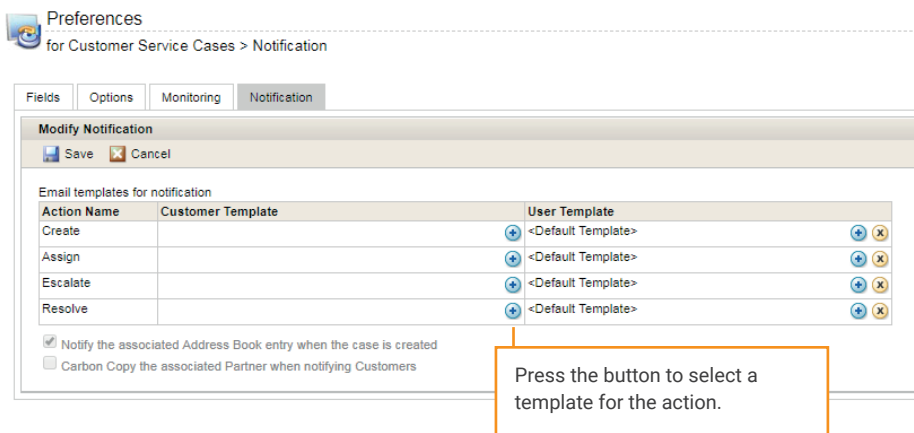 Preferences
for Customer Service Cases > Notification
Fields Options Monitoring Notification
Modify Notification
Save Cancel
Email templates for notification
Action Name Customer Template User Template
Create <Default Template>
Assign <Default Template>
Escalate <Default Template>
Resolve <Default Template>
Notify the associated Address Book entry when the case is created
Carbon Copy the associated Partner when notifying Customers
Press the button to select a
template for the action.